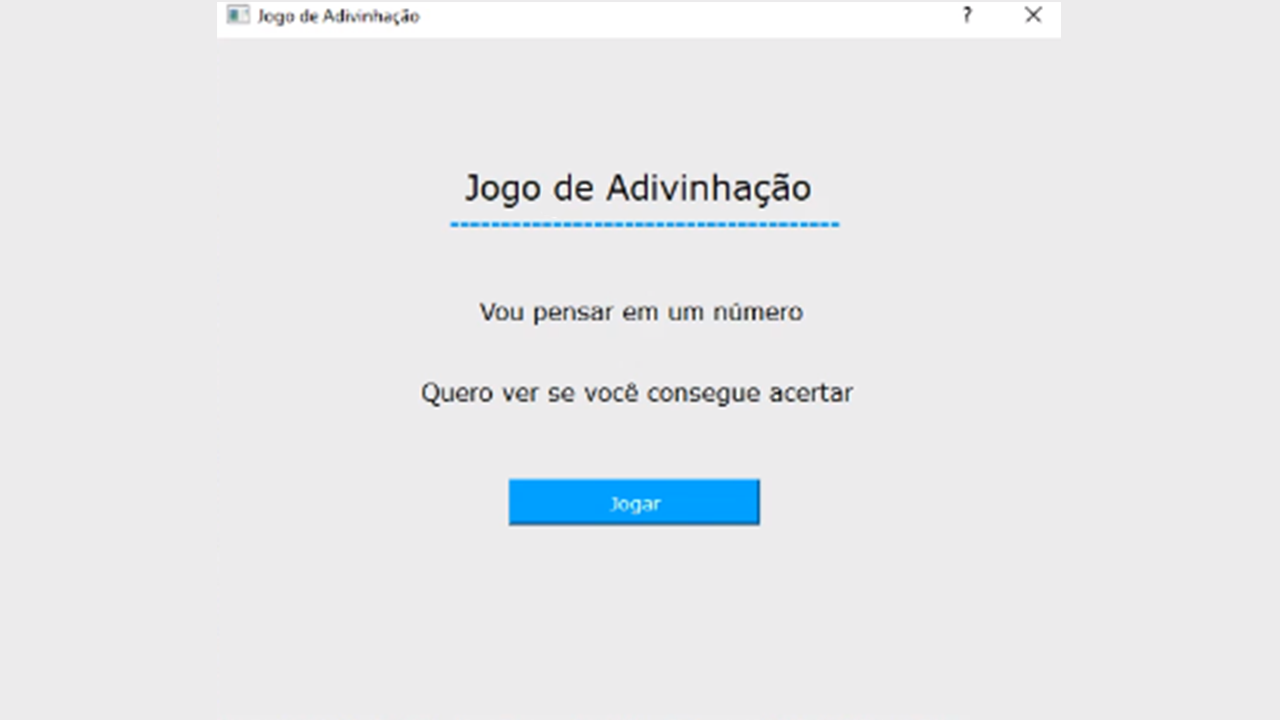 Jogo de Adivinhação ?
Jogo de Adivinhação
Vou pensar em um número
Quero ver se você consegue acertar
Jogar